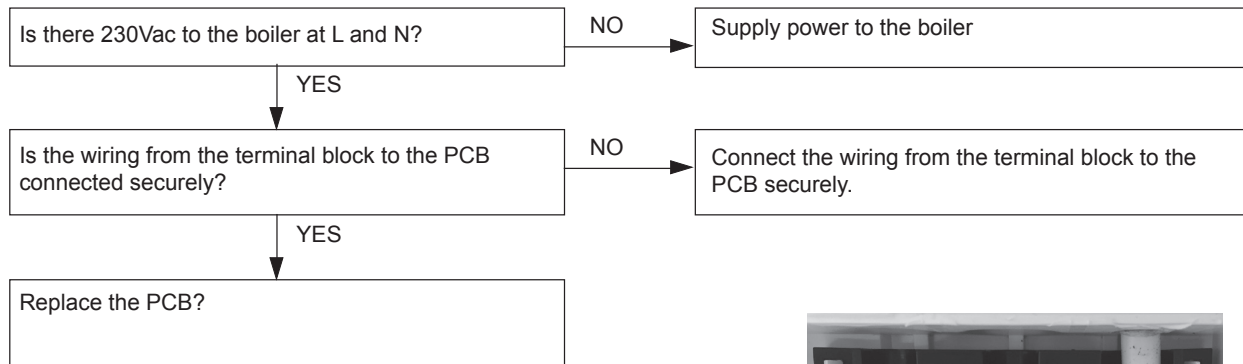 Is there 230Vac to the boiler at L and N?
NO
Supply power to the boiler
YES
Is the wiring from the terminal block to the PCB
connected securely?
NO
Connect the wiring from the terminal block to the
PCB securely.
YES
Replace the PCB?